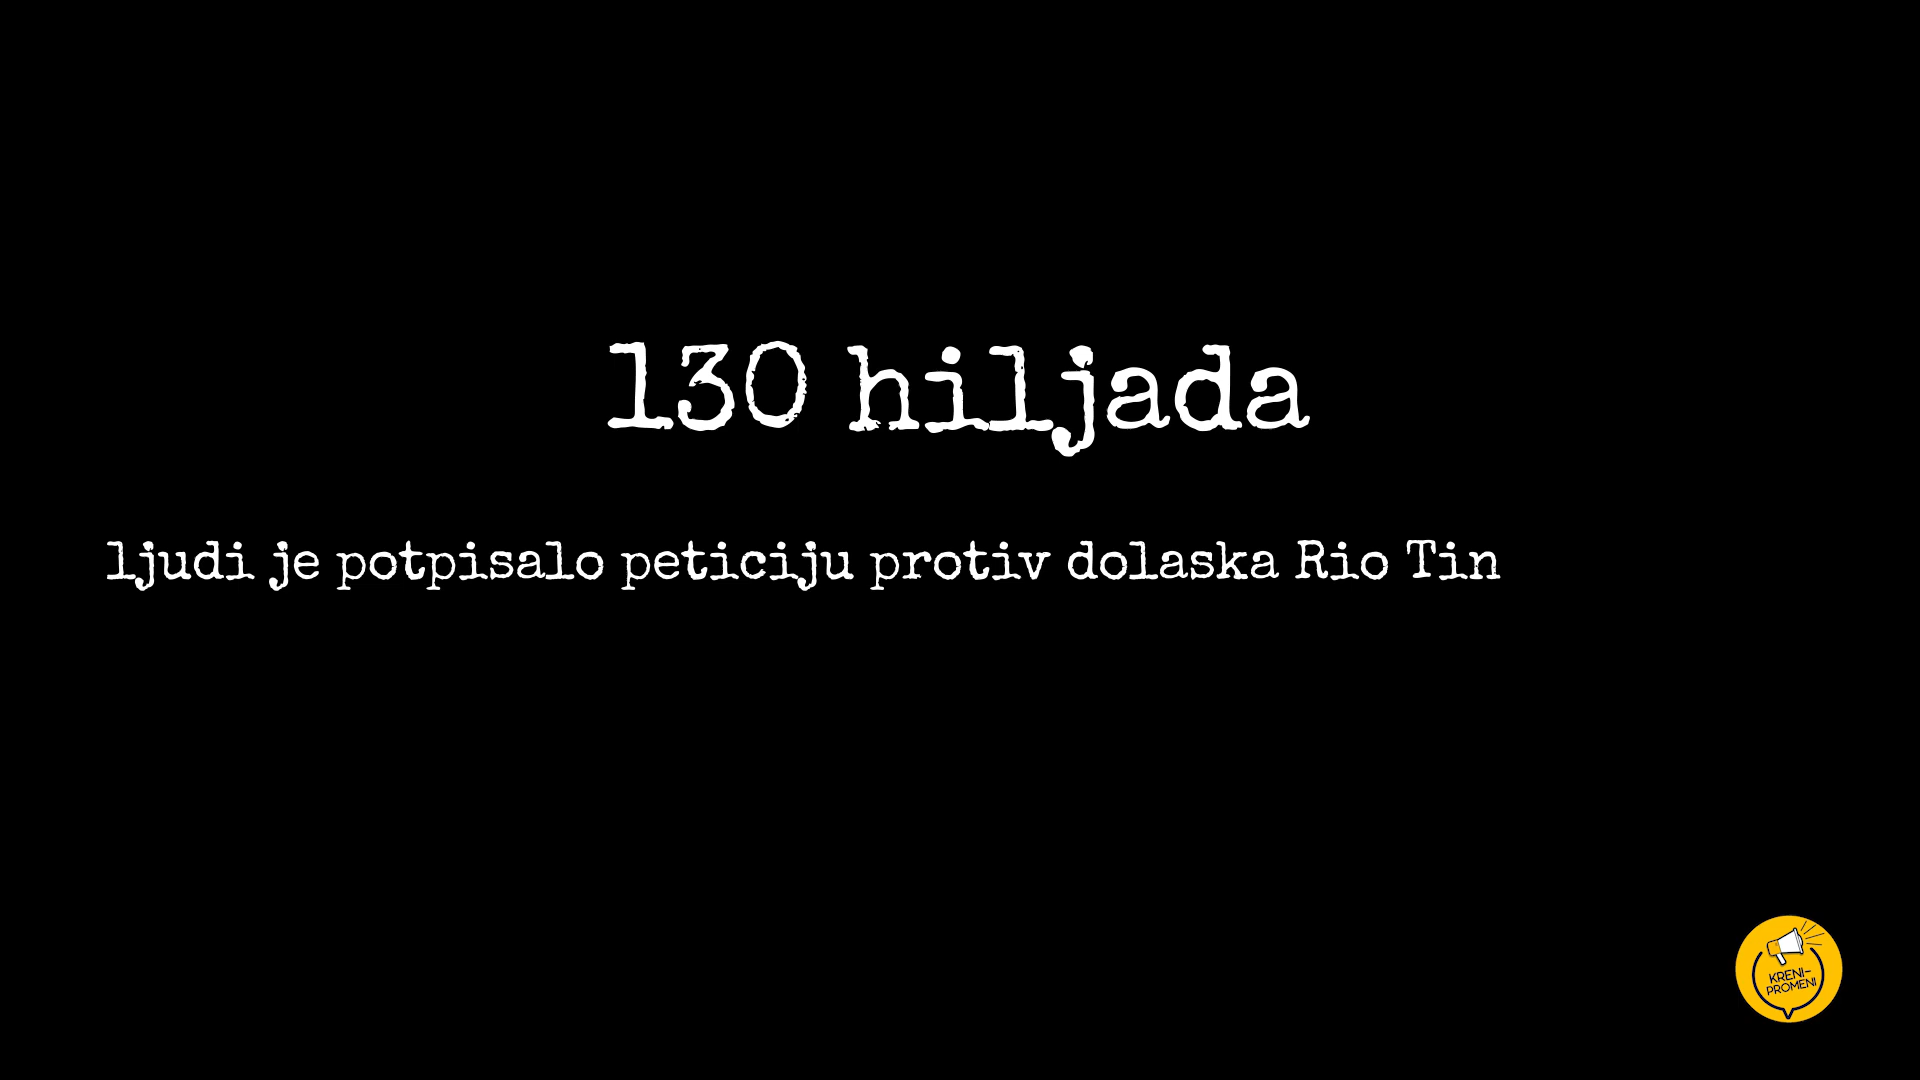 130 hiljada
ljudi je potpisalo peticiju protiv dolaska Rio Tin
KRENI-
PROMENI